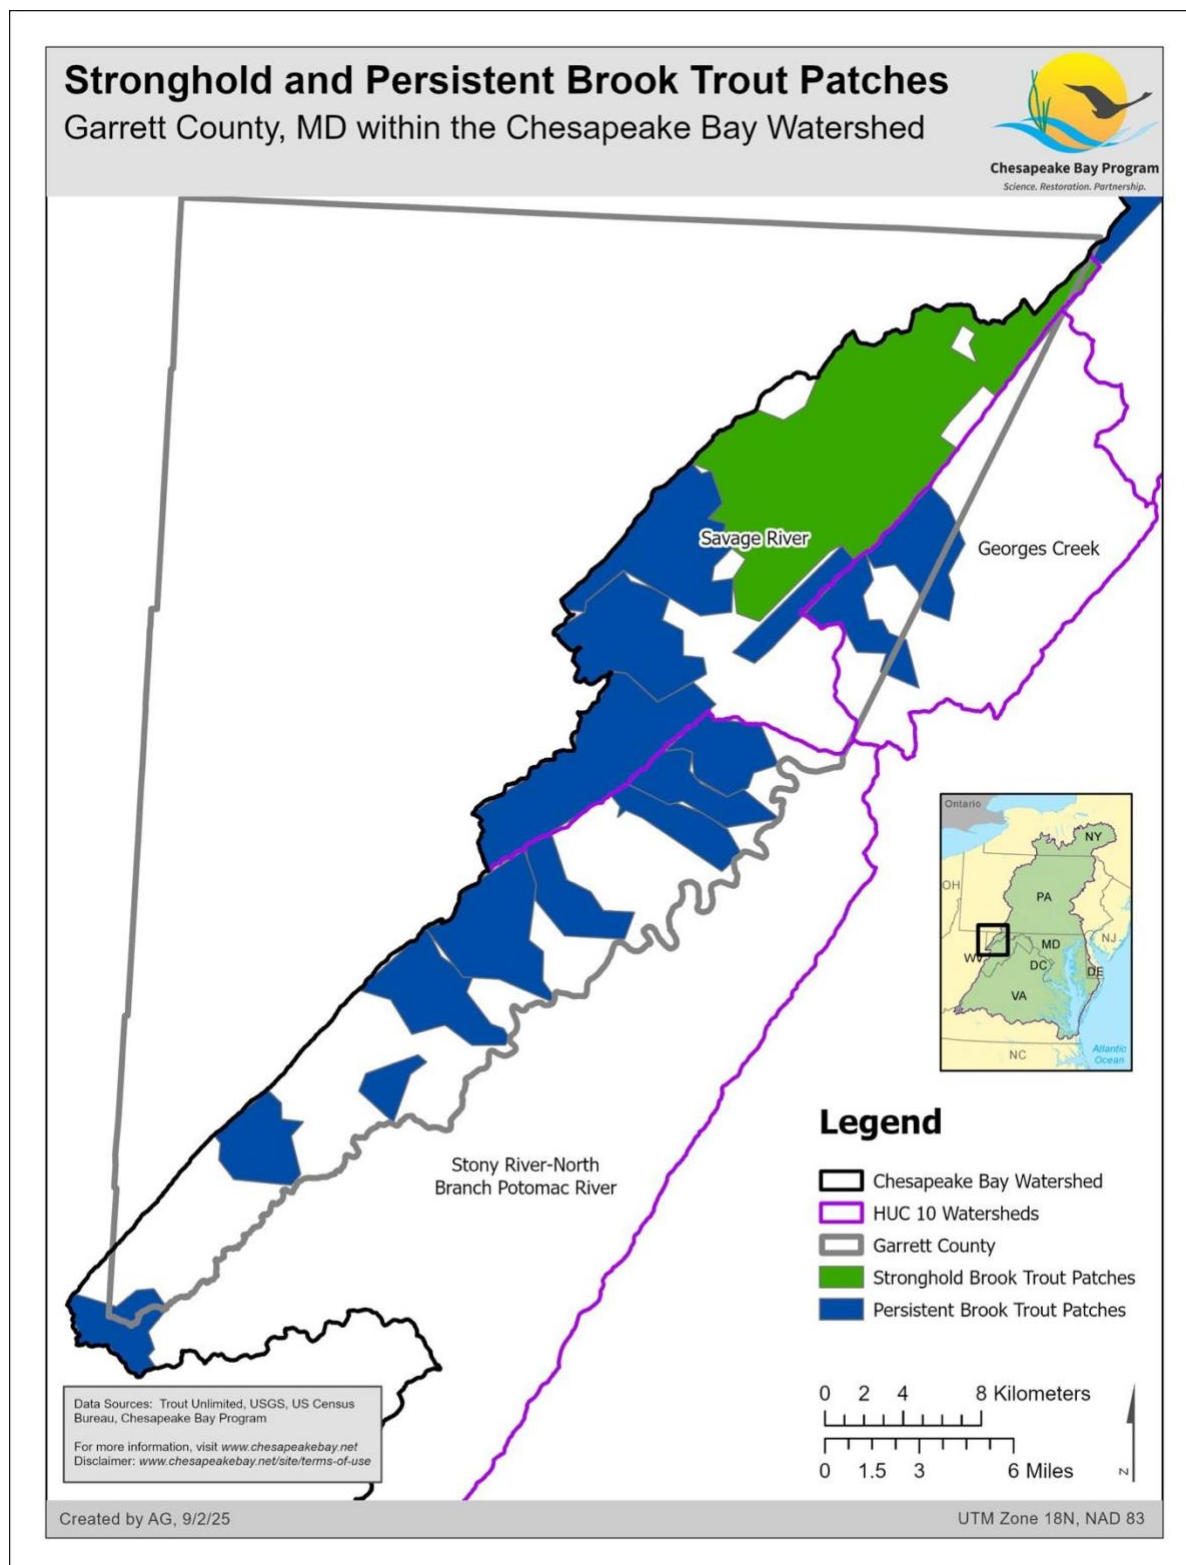 Stronghold and Persistent Brook Trout Patches
Garrett County, MD within the Chesapeake Bay Watershed
Chesapeake Bay Program
Science. Restoration. Partnership.
Savage River
Georges Creek
Stony River-North
Branch Potomac River
Ontario
NY
OH
PA
NJ
MD
WV
DC
DE
VA
NC
Atlantic
Ocean
Legend
Chesapeake Bay Watershed
HUC 10 Watersheds
Garrett County
Stronghold Brook Trout Patches
Persistent Brook Trout Patches
0 2 4 8 Kilometers
0 1.5 3 6 Miles
N
Data Sources: Trout Unlimited, USGS, US Census
Bureau, Chesapeake Bay Program
For more information, visit www.chesapeakebay.net
Disclaimer: www.chesapeakebay.net/site/terms-of-use
Created by AG, 9/2/25
UTM Zone 18N, NAD 83